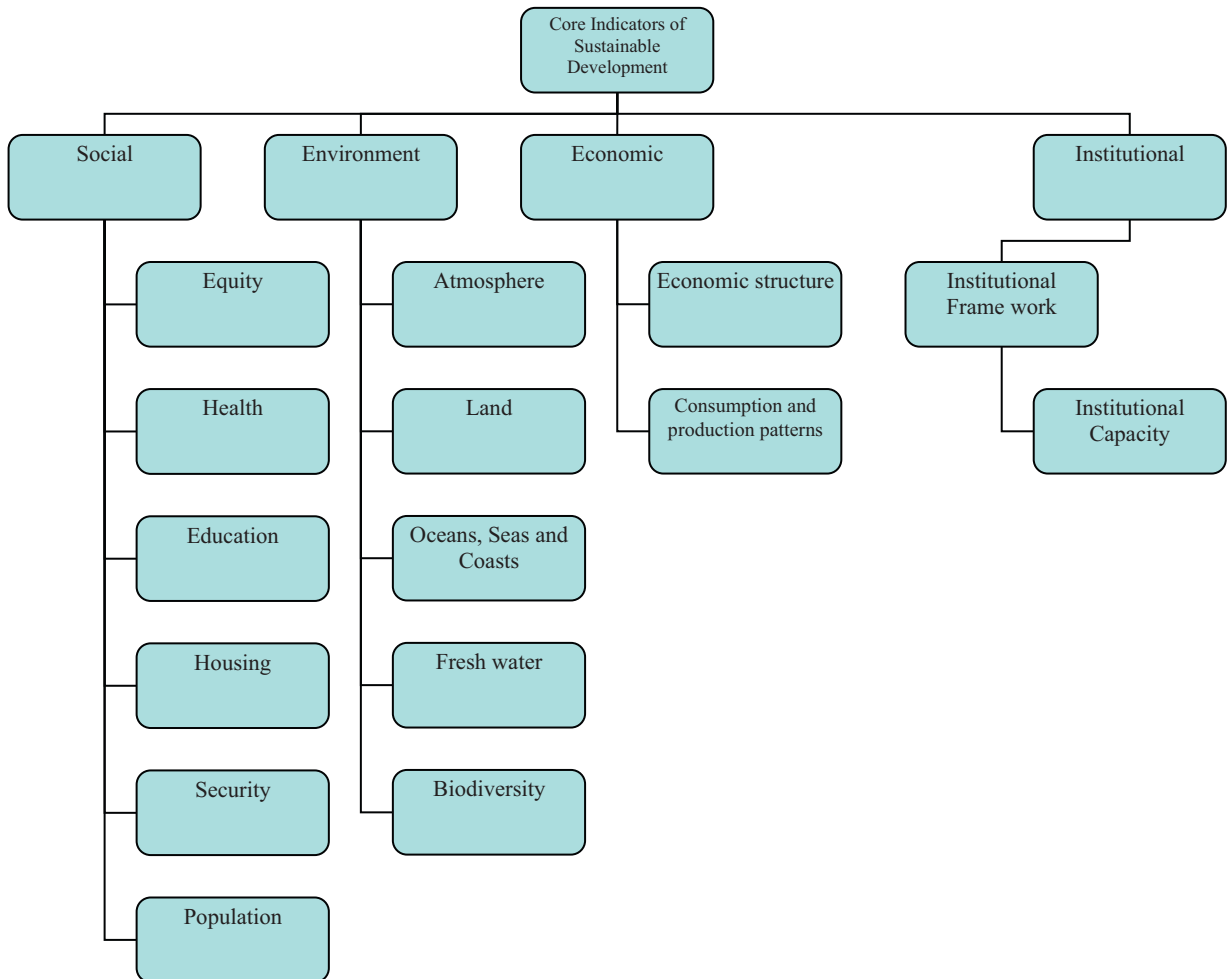 Core Indicators of
Sustainable
Development
Social
Environment
Economic
Institutional
Equity
Atmosphere
Economic structure
Institutional
Frame work
Health
Land
Consumption and
production patterns
Institutional
Capacity
Education
Oceans, Seas and
Coasts
Housing
Fresh water
Security
Biodiversity
Population